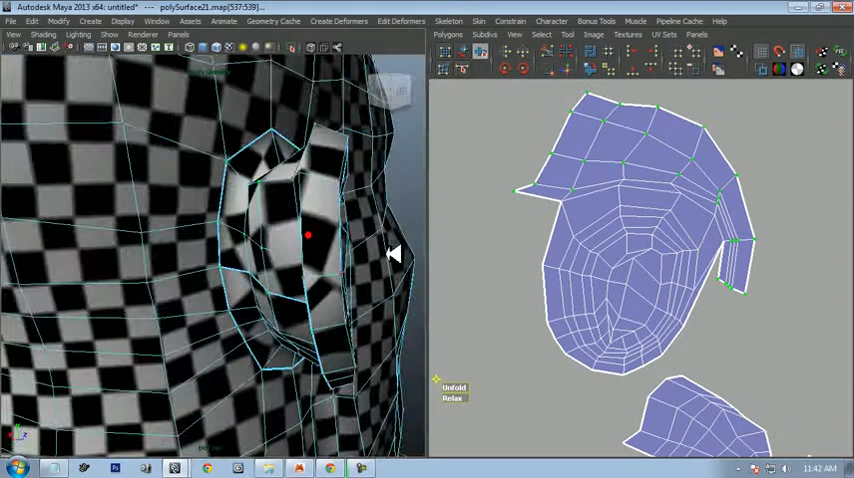 Autodesk Maya 2013 x64: untitled* --- polySurface21.map[537:539]...
File Edit Modify Create Display Window Assets Animate Geometry Cache Create Deformers Edit Deformers Skeleton Skin Constrain Character Bonus Tools Muscle Pipeline Cache Help
View Shading Lighting Show Renderer Panels
Polygons Subdivs View Select Tool Image Textures UV Sets Panels
Unfold
Relax
11:42 AM